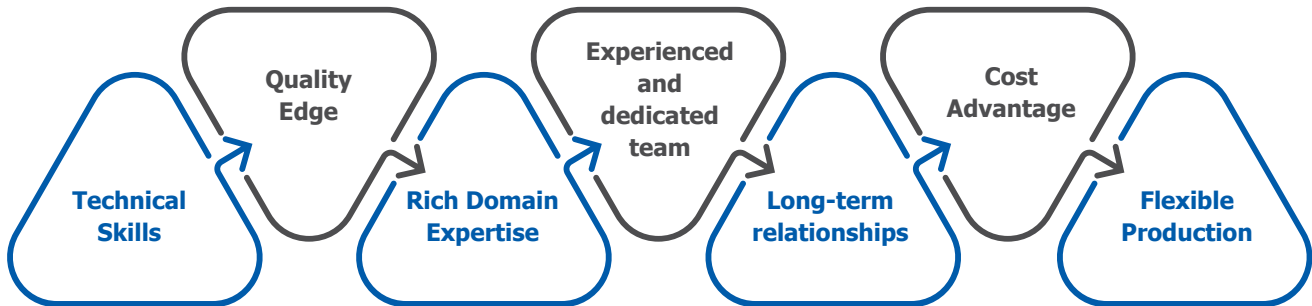 Technical
Skills
Quality
Edge
Rich Domain
Expertise
Experienced
and
dedicated
team
Long-term
relationships
Cost
Advantage
Flexible
Production